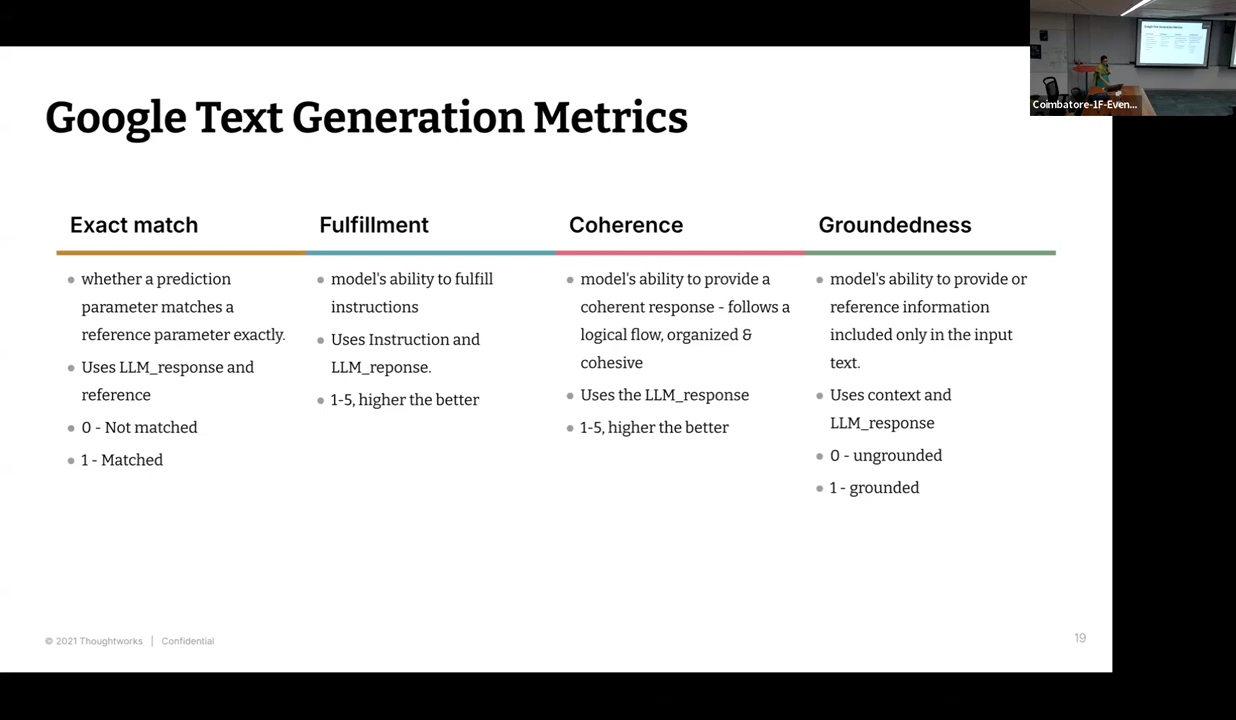 Google Text Generation Metrics
Coimbatore-1F-Even...
Exact match
whether a prediction
parameter matches a
reference parameter exactly.
Uses LLM_response and
reference
0 - Not matched
1 - Matched
Fulfillment
model's ability to fulfill
instructions
Uses Instruction and
LLM_reponse.
1-5, higher the better
Coherence
model's ability to provide a
coherent response - follows a
logical flow, organized &
cohesive
Uses the LLM_response
1-5, higher the better
Groundedness
model's ability to provide or
reference information
included only in the input
text.
Uses context and
LLM_response
0 - ungrounded
1 - grounded
© 2021 Thoughtworks | Confidential
19